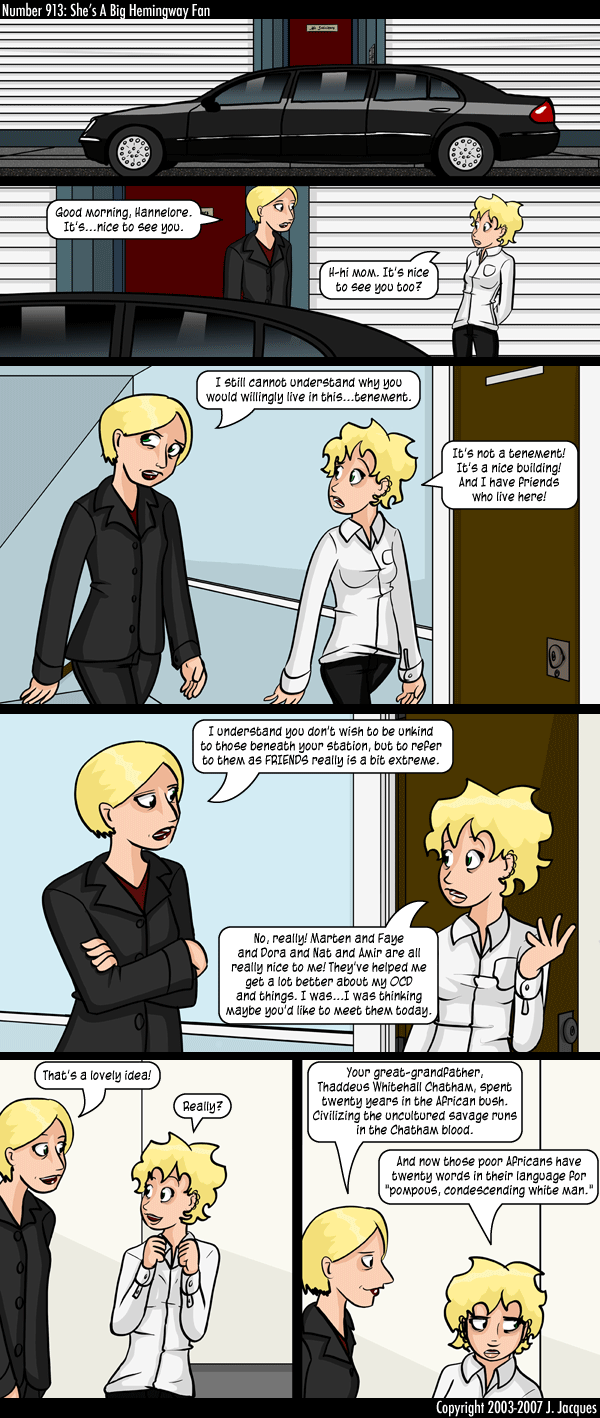 Number 913: She's A Big Hemingway Fan
Good morning, Hannelore.
It's...nice to see you.
H-hi mom. It's nice
to see you too?
I still cannot understand why you
would willingly live in this...tenement.
It's not a tenement!
It's a nice building!
And I have friends
who live here!
I understand you don't wish to be unkind
to those beneath your station, but to refer
to them as FRIENDS really is a bit extreme.
No, really! Marten and Faye
and Dora and Nat and Amir are all
really nice to me! They've helped me
get a lot better about my OCD
and things. I was...I was thinking
maybe you'd like to meet them today.
That's a lovely idea!
Really?
Your great-grandfather,
Thaddeus Whitehall Chatham, spent
twenty years in the African bush.
Civilizing the uncultured savage runs
in the Chatham blood.
And now those poor Africans have
twenty words in their language for
"pompous, condescending white man."
Copyright 2003-2007 J. Jacques